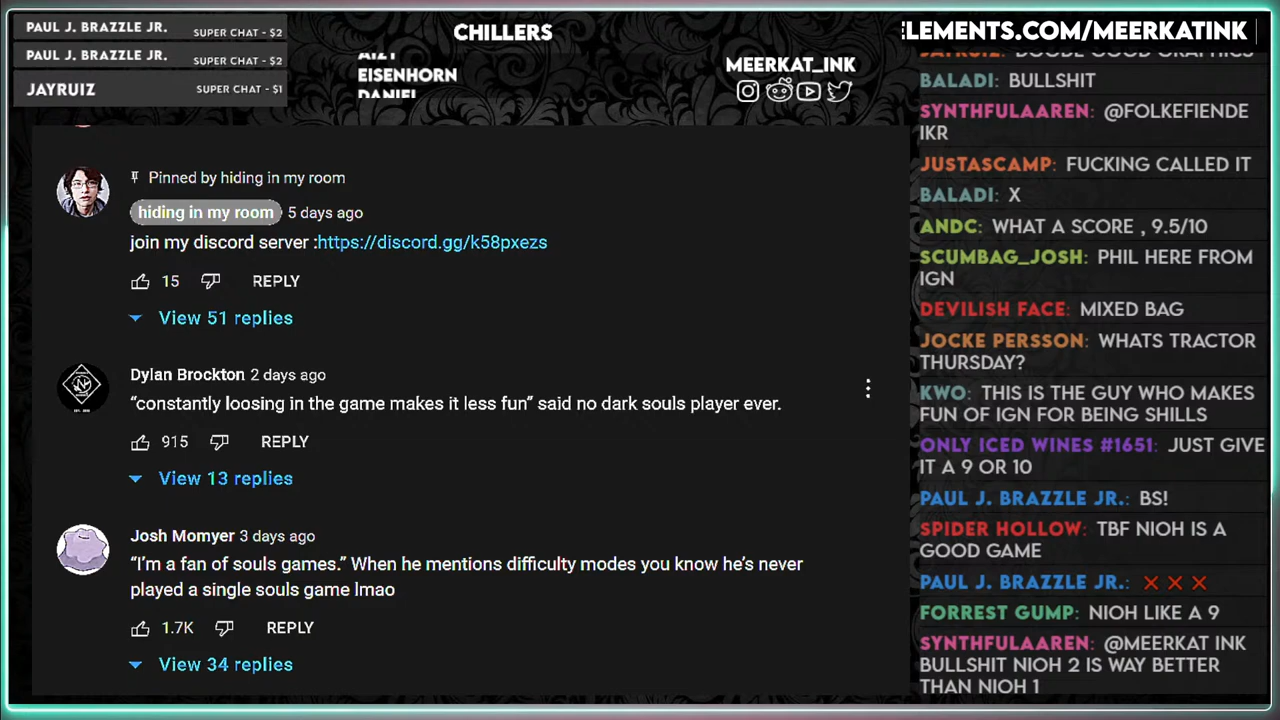 PAUL J. BRAZZLE JR. SUPER CHAT - $2
PAUL J. BRAZZLE JR. SUPER CHAT - $2
JAYRUIZ SUPER CHAT - $1
CHILLERS
EISENHORN
DANIEL
MEERKAT_INK
ELEMENTS.COM/MEERKATINK
Pinned by hiding in my room
hiding in my room 5 days ago
join my discord server :https://discord.gg/k58pxezs
15 REPLY
View 51 replies
Dylan Brockton 2 days ago
“constantly loosing in the game makes it less fun” said no dark souls player ever.
915 REPLY
View 13 replies
Josh Momyer 3 days ago
“I’m a fan of souls games.” When he mentions difficulty modes you know he’s never
played a single souls game lmao
1.7K REPLY
View 34 replies
JAYRUIZ: DOODE GOOD GRAPHICS
BALADI: BULLSHIT
SYNTHFULAAREN: @FOLKEFIENDE
IKR
JUSTASCAMP: FUCKING CALLED IT
BALADI: X
ANDC: WHAT A SCORE , 9.5/10
SCUMBAG_JOSH: PHIL HERE FROM
IGN
DEVILISH FACE: MIXED BAG
JOCKE PERSSON: WHATS TRACTOR
THURSDAY?
KWO: THIS IS THE GUY WHO MAKES
FUN OF IGN FOR BEING SHILLS
ONLY ICED WINES #1651: JUST GIVE
IT A 9 OR 10
PAUL J. BRAZZLE JR.: BS!
SPIDER HOLLOW: TBF NIOH IS A
GOOD GAME
PAUL J. BRAZZLE JR.: ❌ ❌ ❌
FORREST GUMP: NIOH LIKE A 9
SYNTHFULAAREN: @MEERKAT INK
BULLSHIT NIOH 2 IS WAY BETTER
THAN NIOH 1